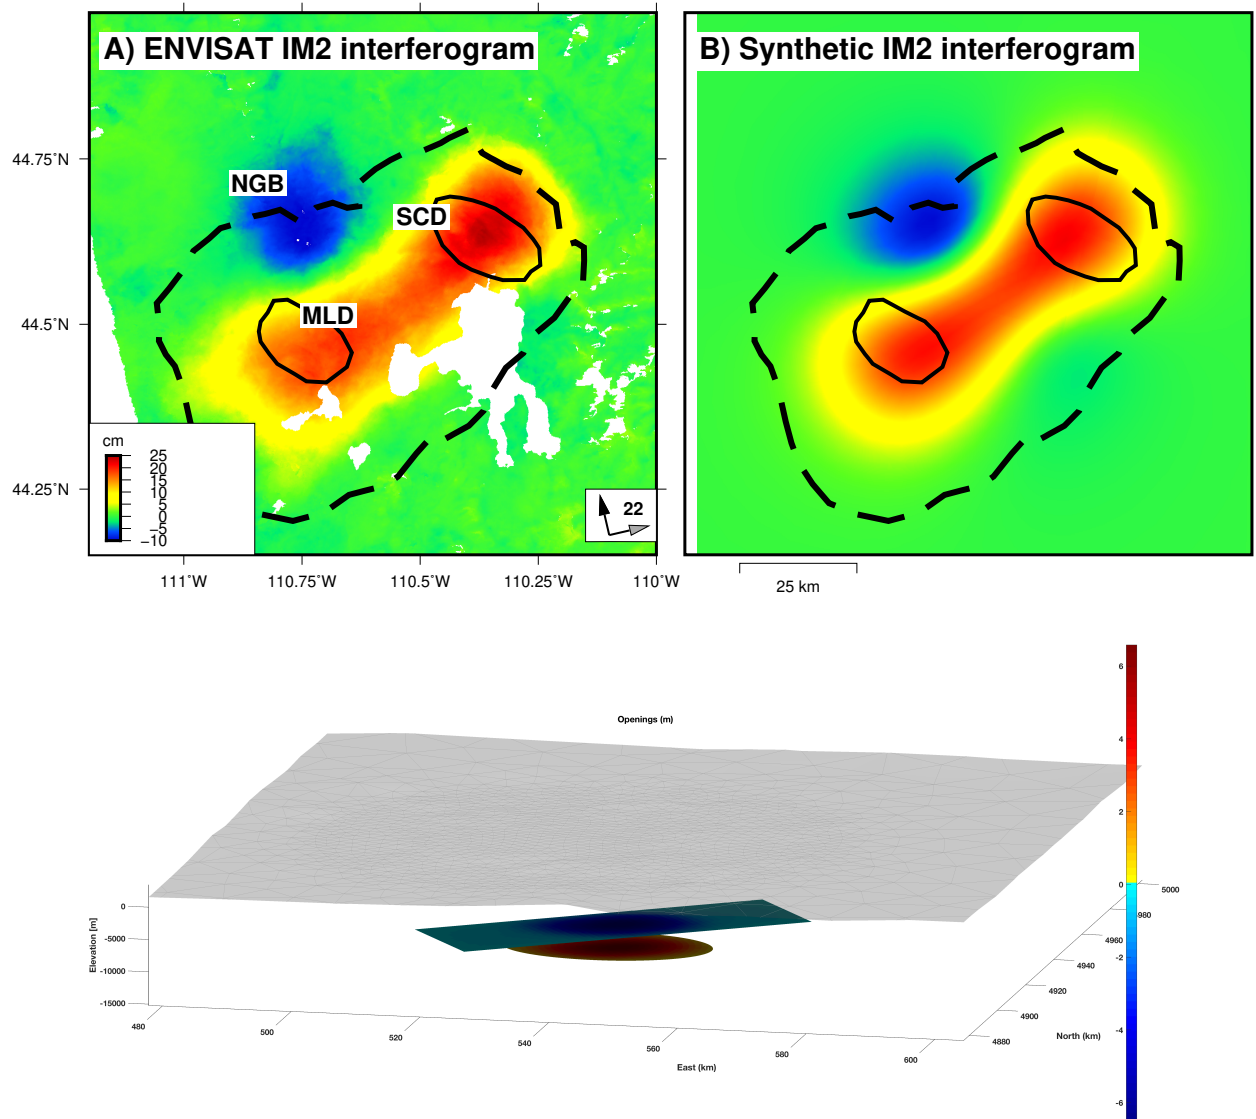 A) ENVISAT IM2 interferogram
B) Synthetic IM2 interferogram
44.75°N
NGB
SCD
44.5°N
MLD
cm
25
20
15
10
5
0
−5
−10
44.25°N
22
111°W
110.75°W
110.5°W
110.25°W
110°W
25 km
Openings (m)
6
4
2
0
-2
-4
-6
5000
980
4960
4940
4920
4900
4880
North (km)
Elevation [m]
0
-5000
-10000
-15000
480
500
520
540
560
580
600
East (km)